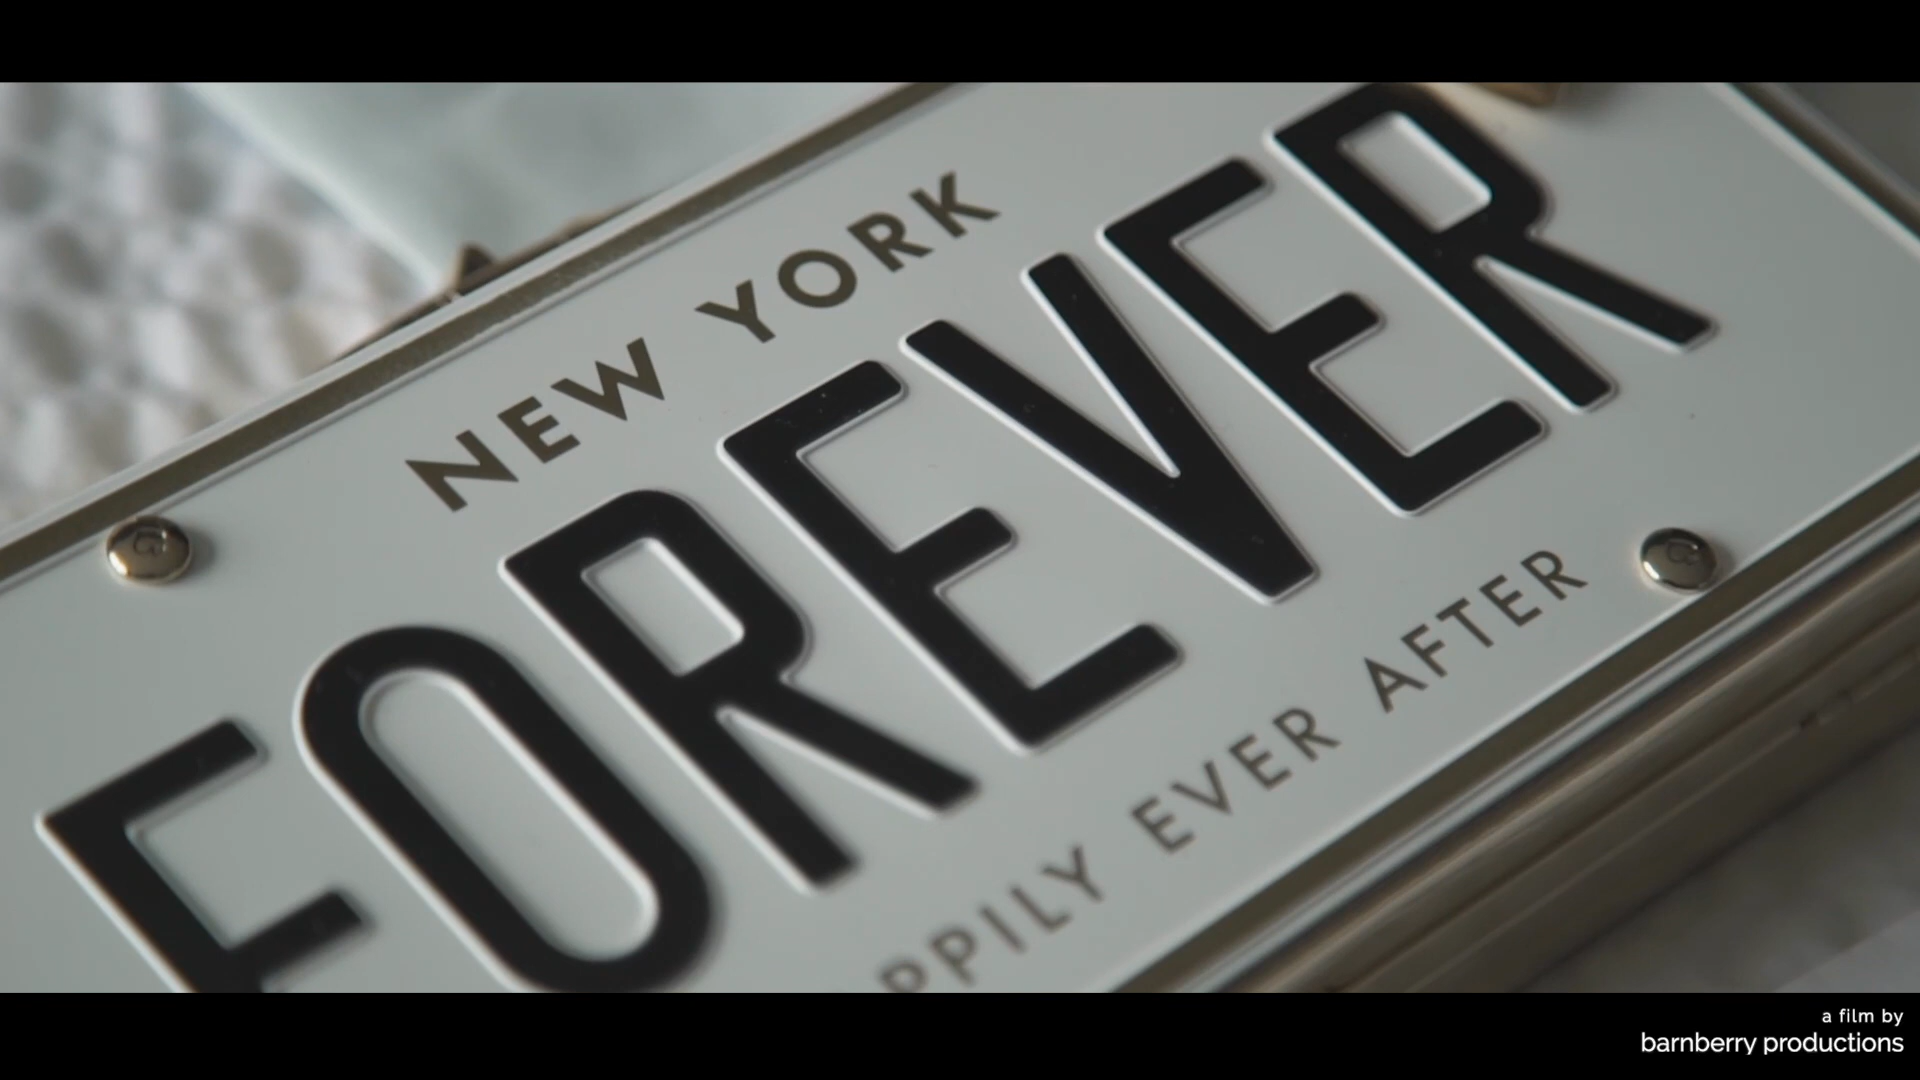 NEW YORK
FOREVER
PPILY EVER AFTER
a film by
barnberry productions